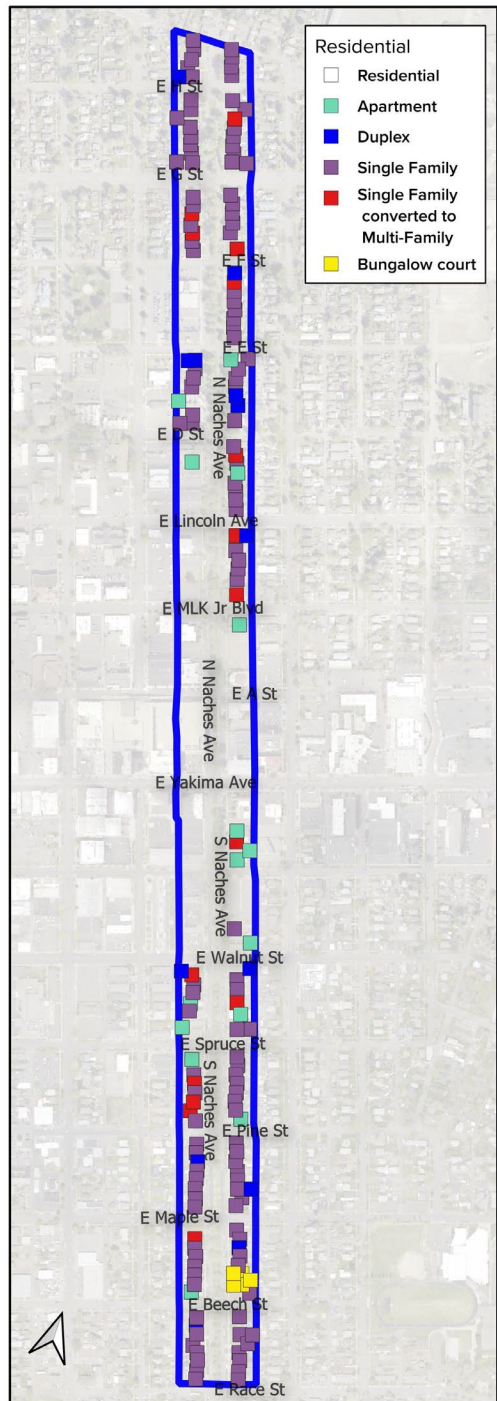 Residential
Residential
Apartment
Duplex
Single Family
Single Family
converted to
Multi-Family
Bungalow court
E H St
E G St
E F St
E E St
N Naches Ave
E D St
E Lincoln Ave
E MLK Jr Blvd
N Naches Ave
E A St
E Yakima Ave
S Naches Ave
E Walnut St
E Spruce St
S Naches Ave
E Pine St
E Maple St
E Beech St
E Race St